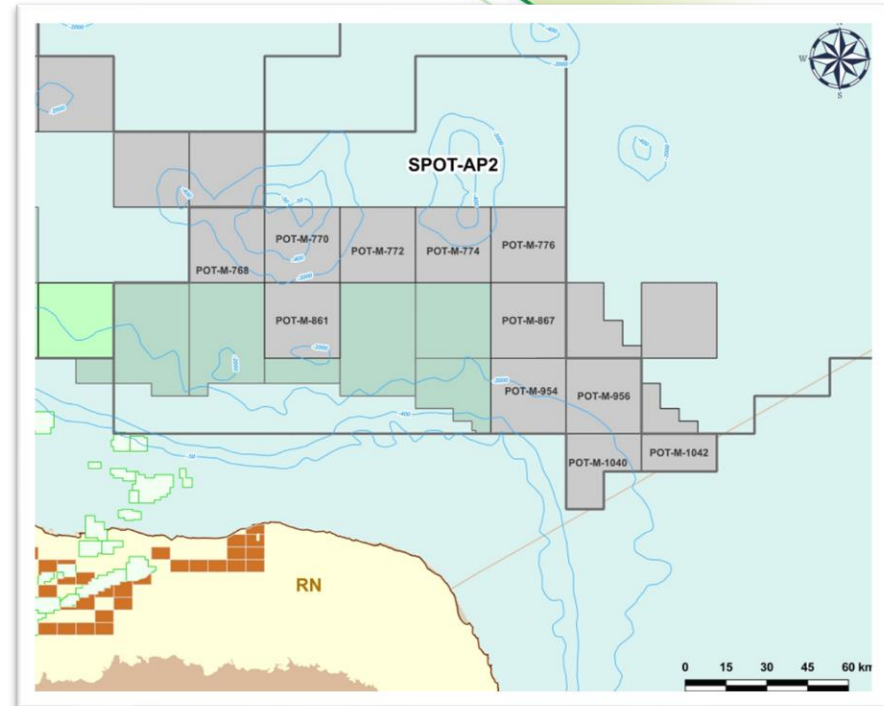 W
S
SPOT-AP2
POT-M-770
POT-M-768
POT-M-772
POT-M-774
POT-M-776
POT-M-861
POT-M-867
POT-M-954
POT-M-956
POT-M-1040
POT-M-1042
RN
0 15 30 45 60 km